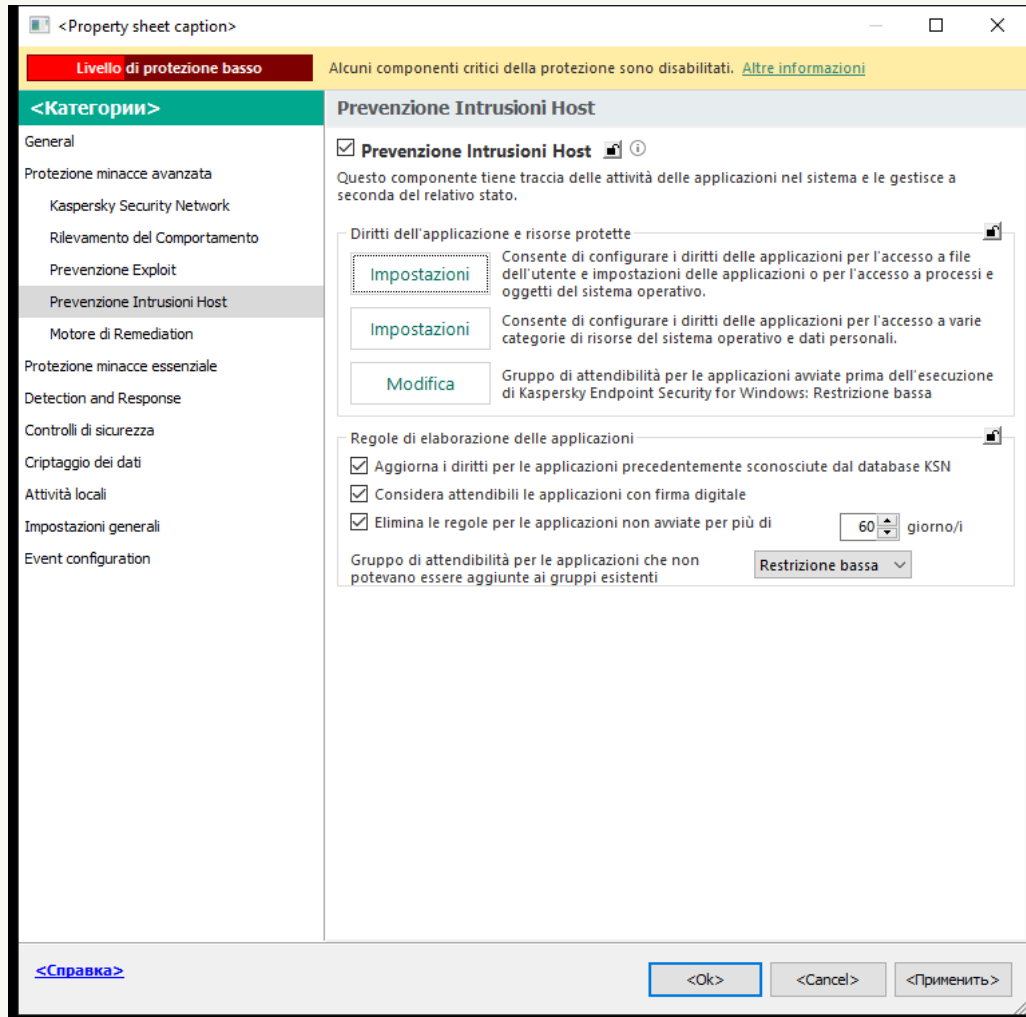 <Property sheet caption>
Livello di protezione basso
Alcuni componenti critici della protezione sono disabilitati. Altre informazioni
<Категории>
General
Protezione minacce avanzata
Kaspersky Security Network
Rilevamento del Comportamento
Prevenzione Exploit
Prevenzione Intrusioni Host
Motore di Remediation
Protezione minacce essenziale
Detection and Response
Controlli di sicurezza
Criptaggio dei dati
Attività locali
Impostazioni generali
Event configuration
Prevenzione Intrusioni Host
Prevenzione Intrusioni Host
Questo componente tiene traccia delle attività delle applicazioni nel sistema e le gestisce a
seconda del relativo stato.
Diritti dell'applicazione e risorse protette
Impostazioni
Consente di configurare i diritti delle applicazioni per l'accesso a file
dell'utente e impostazioni delle applicazioni o per l'accesso a processi e
oggetti del sistema operativo.
Impostazioni
Consente di configurare i diritti delle applicazioni per l'accesso a varie
categorie di risorse del sistema operativo e dati personali.
Modifica
Gruppo di attendibilità per le applicazioni avviate prima dell'esecuzione
di Kaspersky Endpoint Security for Windows: Restrizione bassa
Regole di elaborazione delle applicazioni
Aggiorna i diritti per le applicazioni precedentemente sconosciute dal database KSN
Considera attendibili le applicazioni con firma digitale
Elimina le regole per le applicazioni non avviate per più di 60 giorno/i
Gruppo di attendibilità per le applicazioni che non
potevano essere aggiunte ai gruppi esistenti
Restrizione bassa
<Справка>
<Ok>
<Cancel>
<Применить>